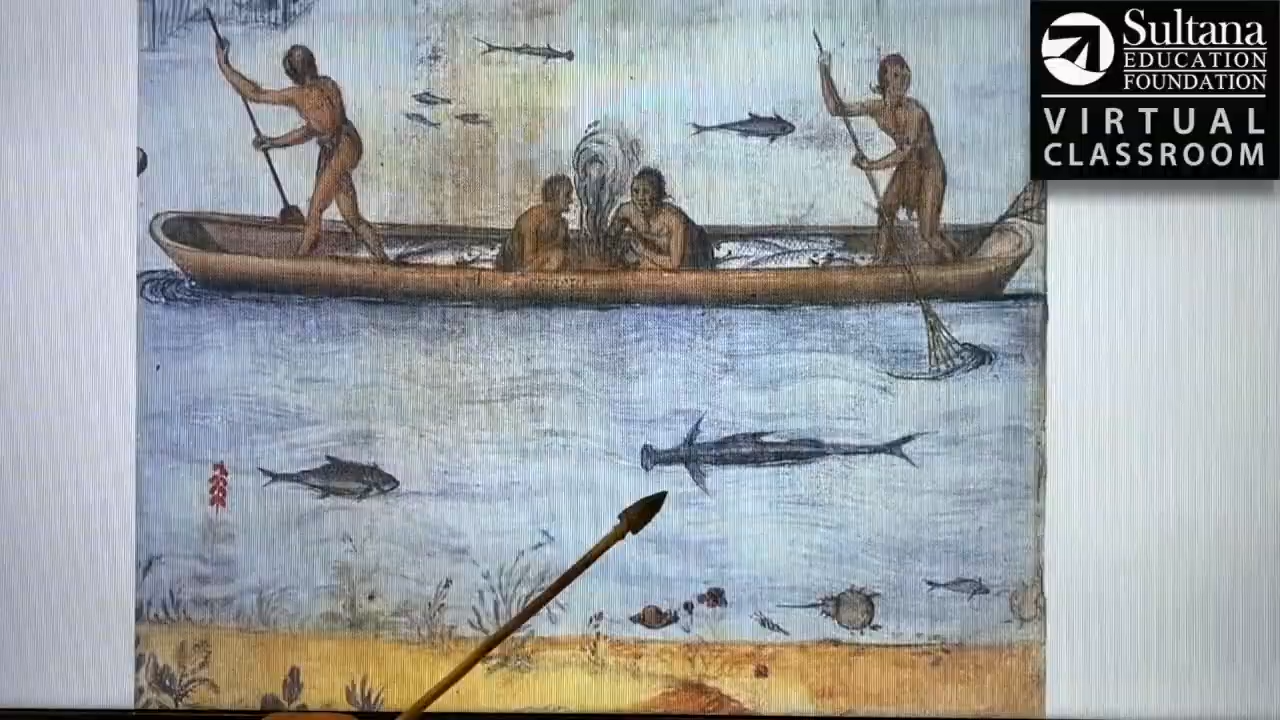 Sultana
EDUCATION
FOUNDATION
VIRTUAL
CLASSROOM